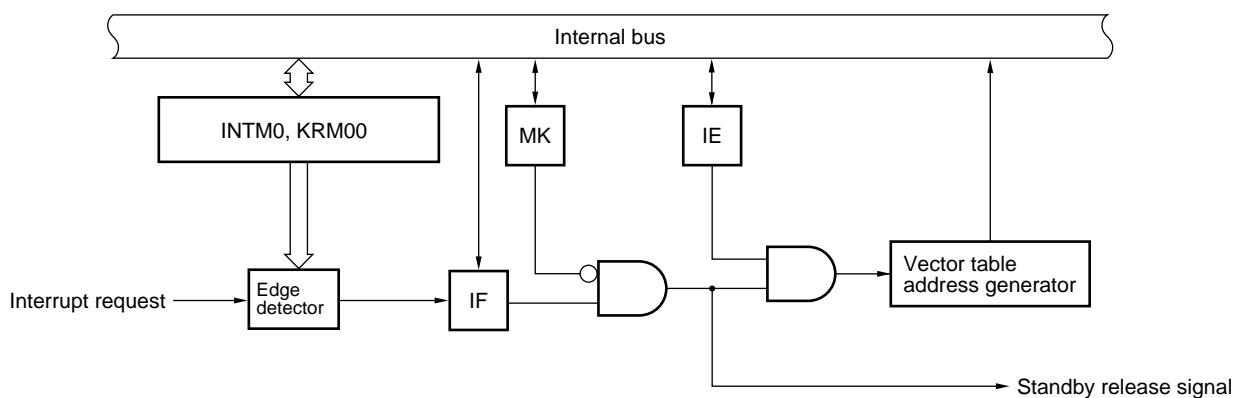 Internal bus
INTM0, KRM00
MK
IE
Interrupt request
Edge
detector
IF
Vector table
address generator
Standby release signal